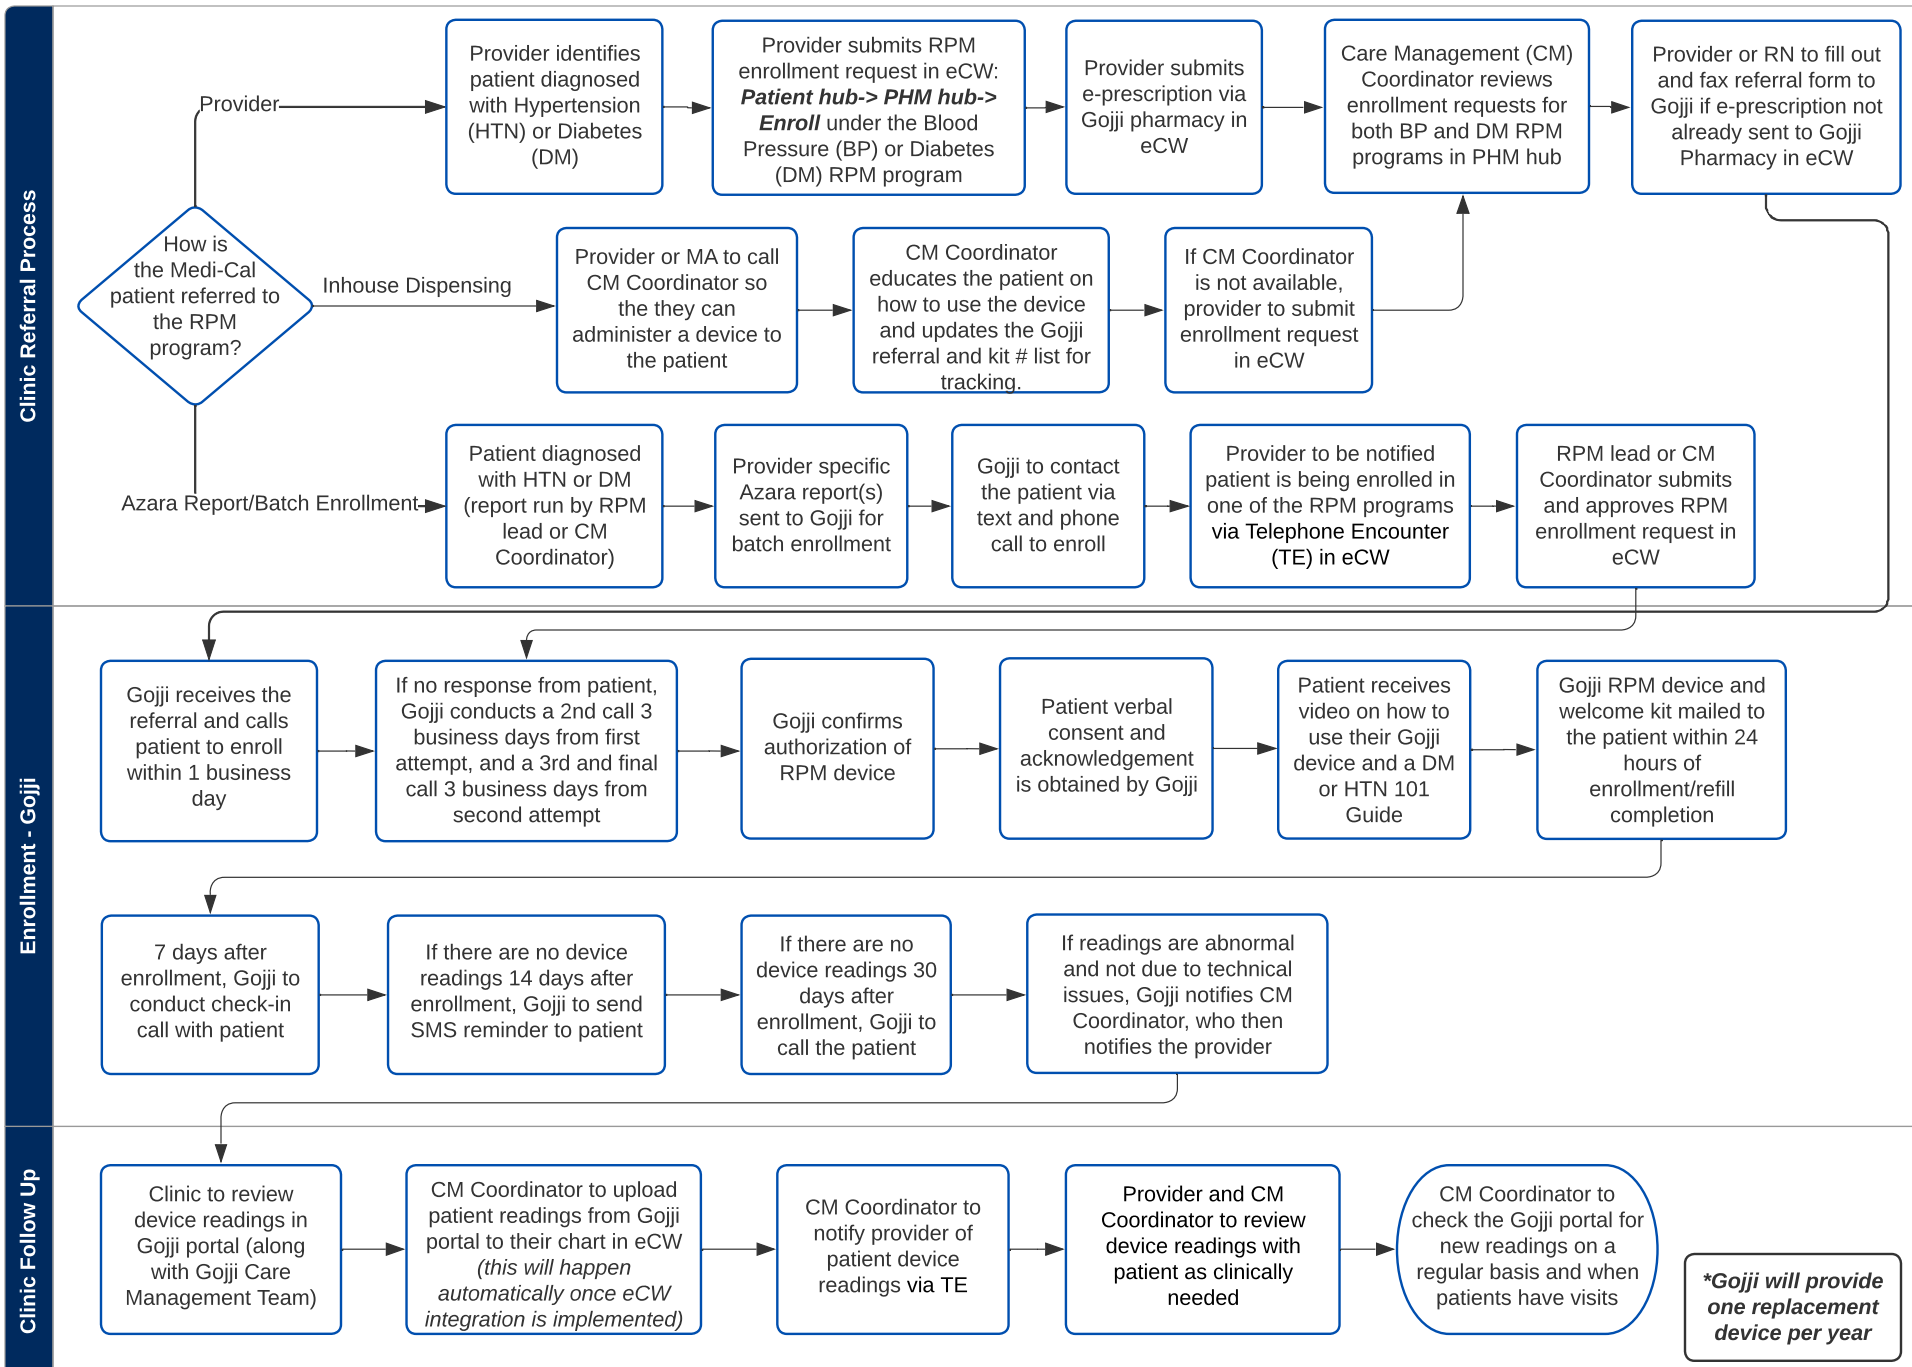 Clinic Referral Process
How is
the Medi-Cal
patient referred to
the RPM
program?
Provider
Provider identifies
patient diagnosed
with Hypertension
(HTN) or Diabetes
(DM)
Provider submits RPM
enrollment request in eCW:
Patient hub-> PHM hub->
Enroll under the Blood
Pressure (BP) or Diabetes
(DM) RPM program
Provider submits
e-prescription via
Gojji pharmacy in
eCW
Care Management (CM)
Coordinator reviews
enrollment requests for
both BP and DM RPM
programs in PHM hub
Provider or RN to fill out
and fax referral form to
Gojji if e-prescription not
already sent to Gojji
Pharmacy in eCW
Inhouse Dispensing
Provider or MA to call
CM Coordinator so
the they can
administer a device to
the patient
CM Coordinator
educates the patient on
how to use the device
and updates the Gojji
referral and kit # list for
tracking.
If CM Coordinator
is not available,
provider to submit
enrollment request
in eCW
Azara Report/Batch Enrollment
Patient diagnosed
with HTN or DM
(report run by RPM
lead or CM
Coordinator)
Provider specific
Azara report(s)
sent to Gojji for
batch enrollment
Gojji to contact
the patient via
text and phone
call to enroll
Provider to be notified
patient is being enrolled in
one of the RPM programs
via Telephone Encounter
(TE) in eCW
RPM lead or CM
Coordinator submits
and approves RPM
enrollment request in
eCW
Enrollment - Gojji
Gojji receives the
referral and calls
patient to enroll
within 1 business
day
If no response from patient,
Gojji conducts a 2nd call 3
business days from first
attempt, and a 3rd and final
call 3 business days from
second attempt
Gojji confirms
authorization of
RPM device
Patient verbal
consent and
acknowledgement
is obtained by Gojji
Patient receives
video on how to
use their Gojji
device and a DM
or HTN 101
Guide
Gojji RPM device and
welcome kit mailed to
the patient within 24
hours of
enrollment/refill
completion
7 days after
enrollment, Gojji to
conduct check-in
call with patient
If there are no device
readings 14 days after
enrollment, Gojji to send
SMS reminder to patient
If there are no
device readings 30
days after
enrollment, Gojji to
call the patient
If readings are abnormal
and not due to technical
issues, Gojji notifies CM
Coordinator, who then
notifies the provider
Clinic Follow Up
Clinic to review
device readings in
Gojji portal (along
with Gojji Care
Management Team)
CM Coordinator to upload
patient readings from Gojji
portal to their chart in eCW
(this will happen
automatically once eCW
integration is implemented)
CM Coordinator to
notify provider of
patient device
readings via TE
Provider and CM
Coordinator to review
device readings with
patient as clinically
needed
CM Coordinator to
check the Gojji portal for
new readings on a
regular basis and when
patients have visits
*Gojji will provide
one replacement
device per year